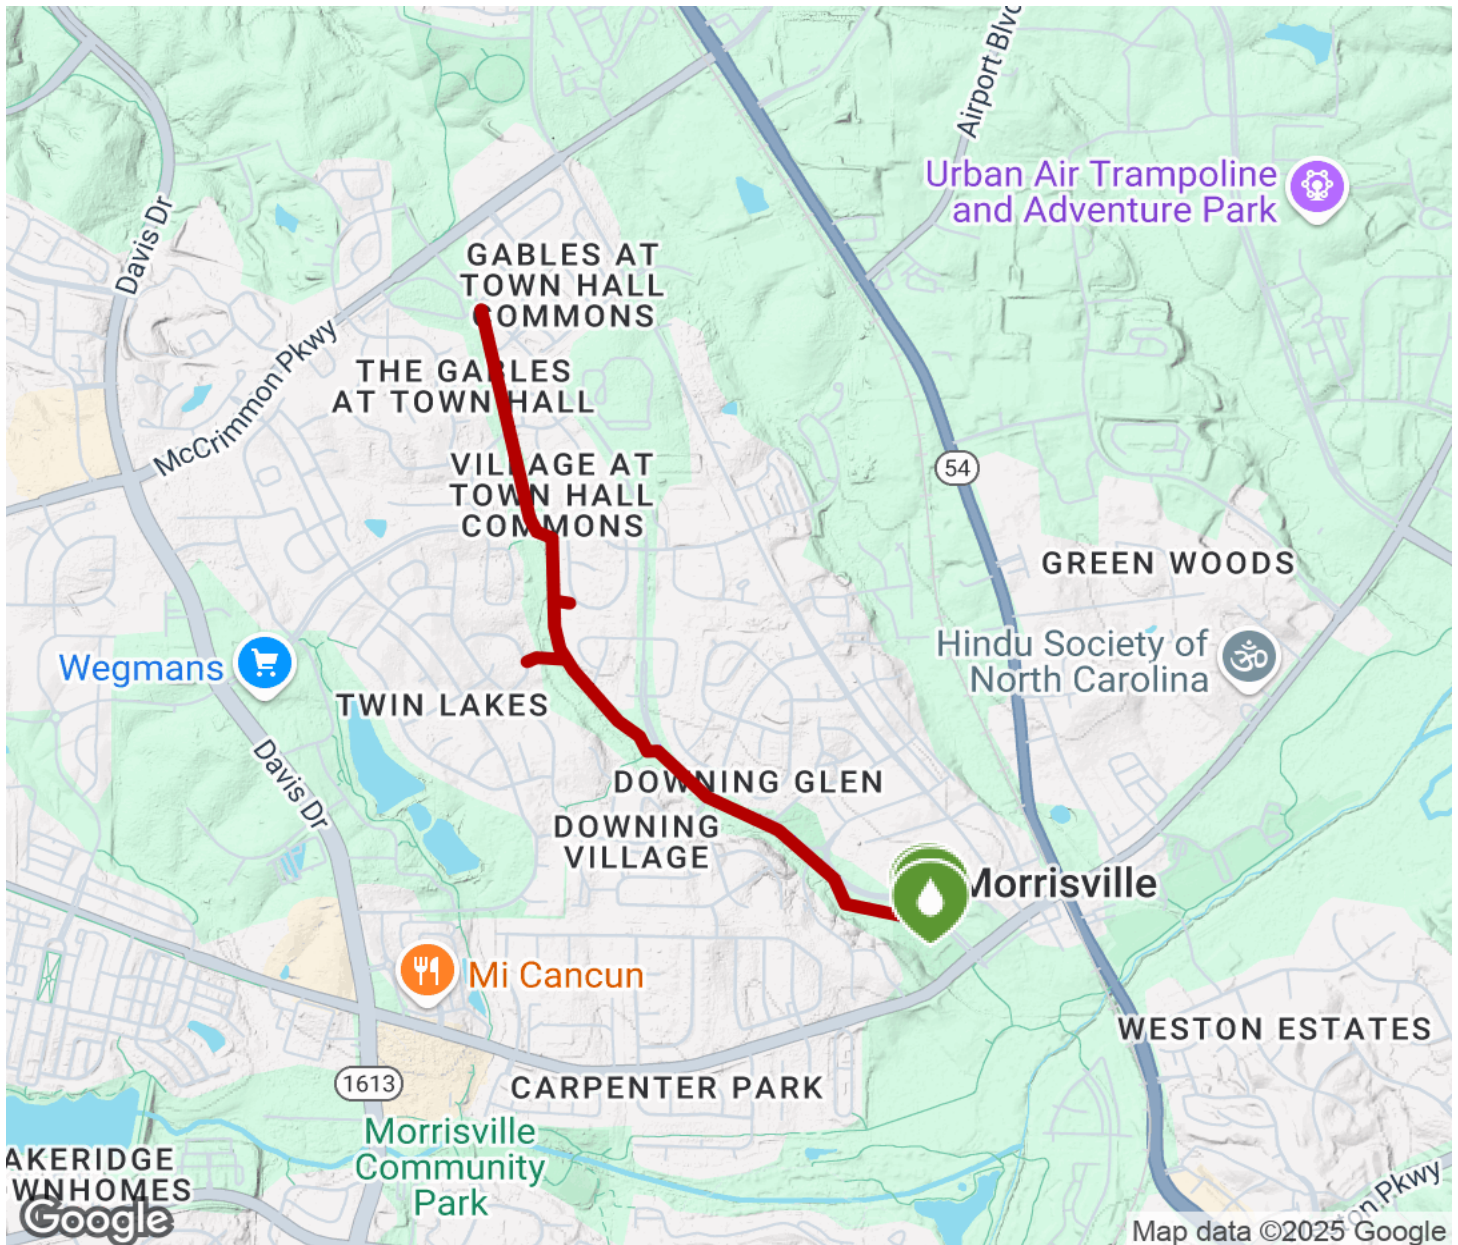 Airport Blvd
Urban Air Trampoline
and Adventure Park
Davis Dr
GABLES AT
TOWN HALL
COMMONS
THE GABLES
AT TOWN HALL
McCrimmon Pkwy
VILLAGE AT
TOWN HALL
COMMONS
54
GREEN WOODS
Hindu Society of
North Carolina
Wegmans
TWIN LAKES
Davis Dr
DOWNING GLEN
DOWNING
VILLAGE
Morrisville
Mi Cancun
WESTON ESTATES
1613
CARPENTER PARK
Morrisville
Community
Park
AKERIDGE
WNHOMES
Google
Pkwy
Map data ©2025 Google